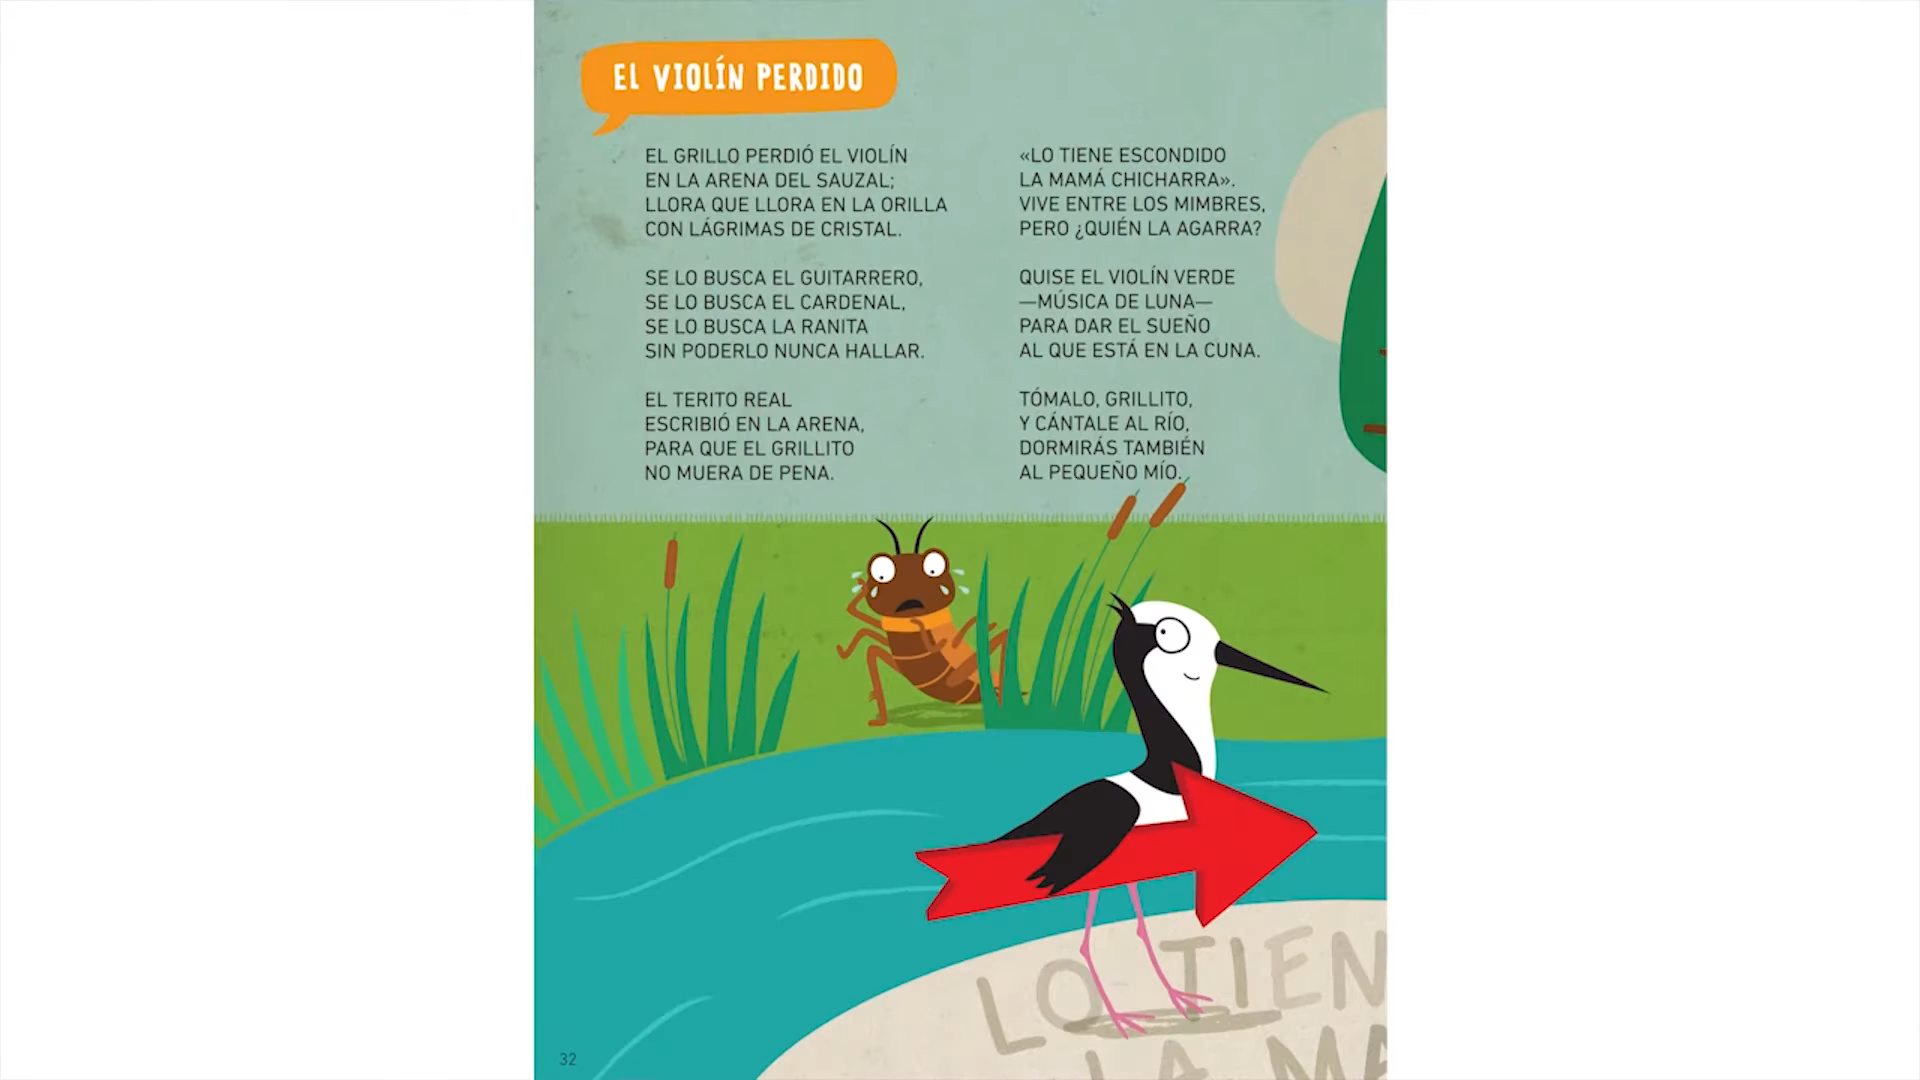 EL VIOLÍN PERDIDO
EL GRILLO PERDIÓ EL VIOLÍN
EN LA ARENA DEL SAUZAL;
LLORA QUE LLORA EN LA ORILLA
CON LÁGRIMAS DE CRISTAL.
SE LO BUSCA EL GUITARRERO,
SE LO BUSCA EL CARDENAL,
SE LO BUSCA LA RANITA
SIN PODERLO NUNCA HALLAR.
EL TERITO REAL
ESCRIBIÓ EN LA ARENA,
PARA QUE EL GRILLITO
NO MUERA DE PENA.
«LO TIENE ESCONDIDO
LA MAMÁ CHICHARRA».
VIVE ENTRE LOS MIMBRES,
PERO ¿QUIÉN LA AGARRA?
QUISE EL VIOLÍN VERDE
—MÚSICA DE LUNA—
PARA DAR EL SUEÑO
AL QUE ESTÁ EN LA CUNA.
TÓMALO, GRILLITO,
Y CÁNTALE AL RÍO,
DORMIRÁS TAMBIÉN
AL PEQUEÑO MÍO.
LO TIEN
LA MA
32